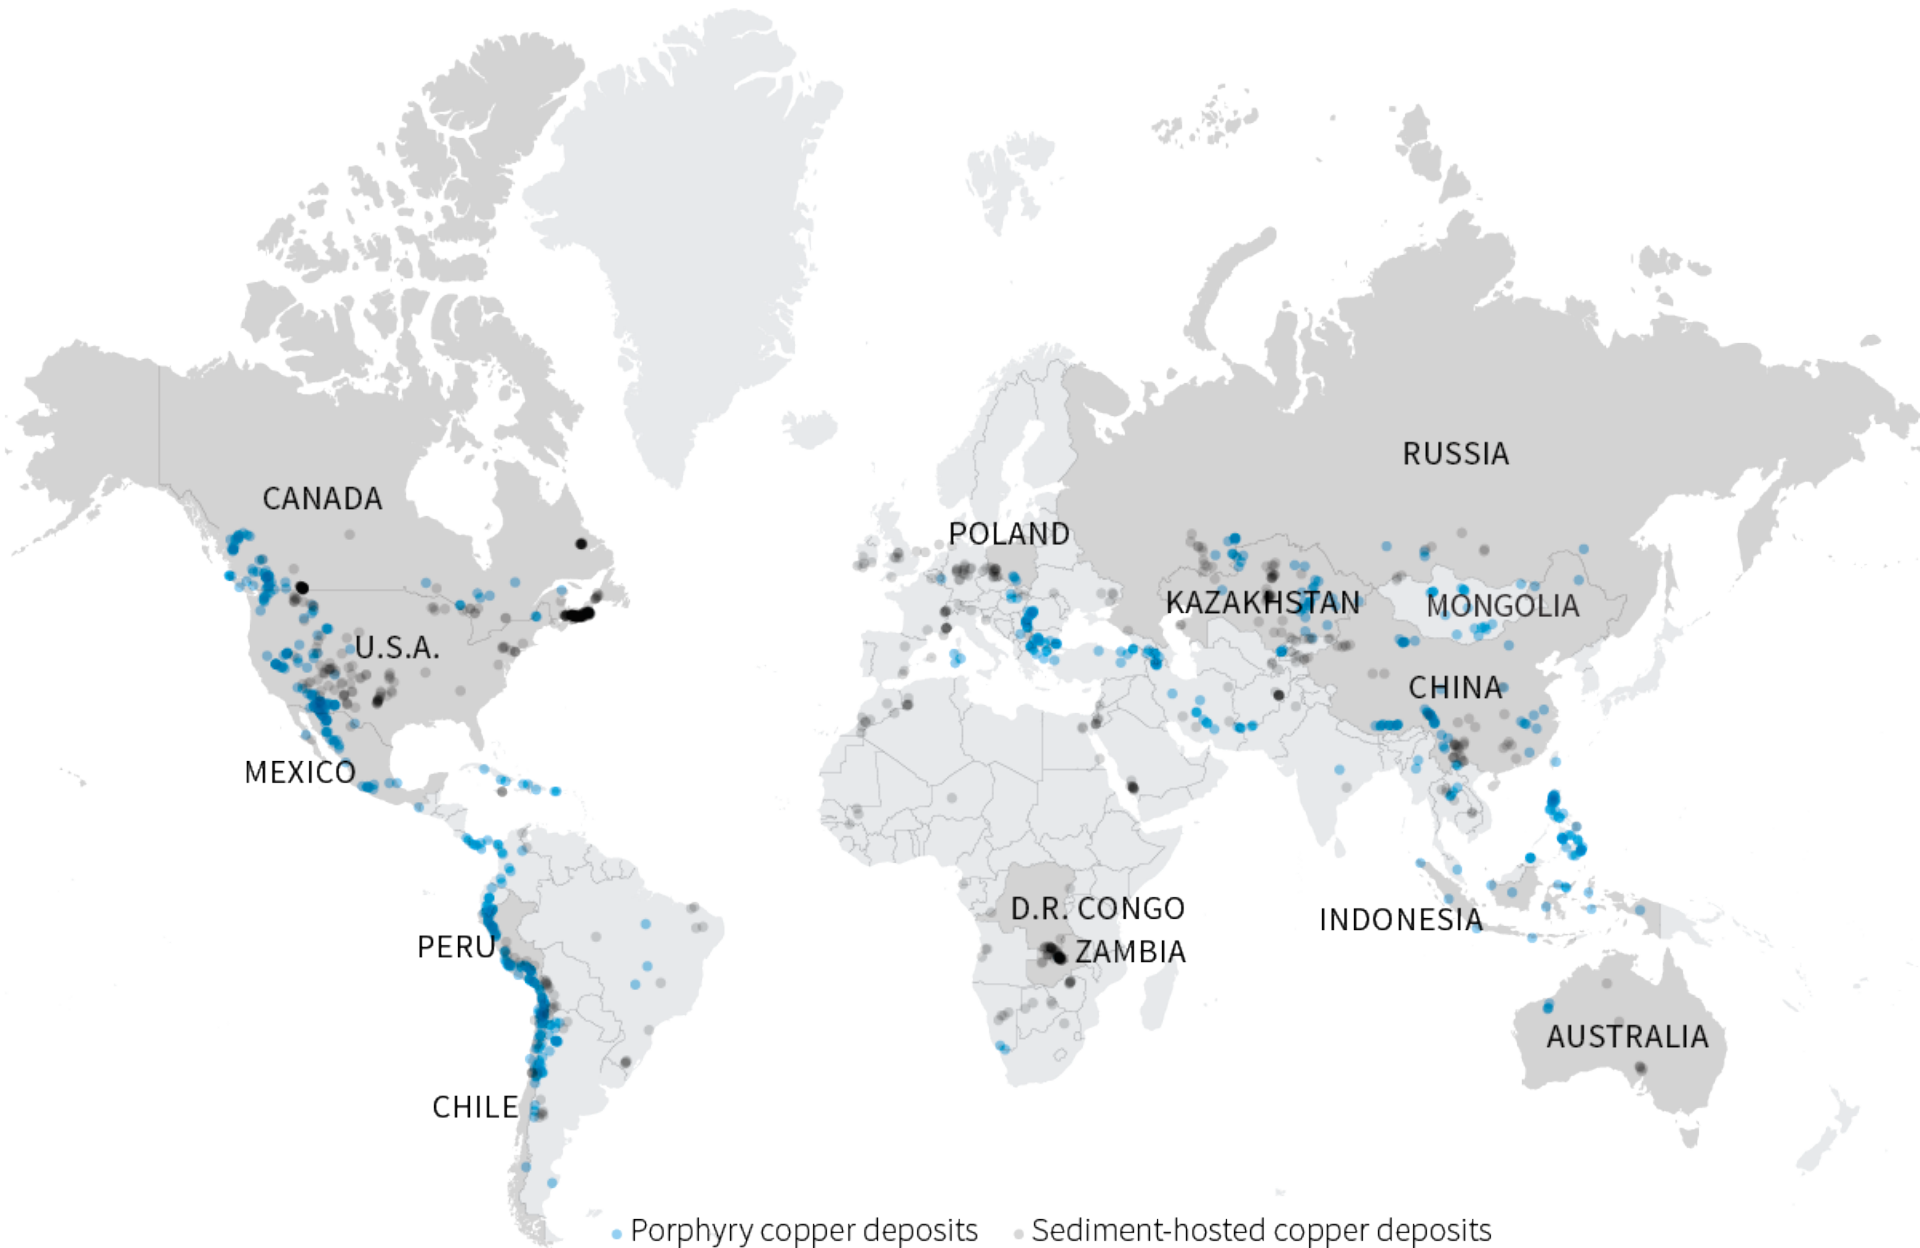 RUSSIA
CANADA
POLAND
KAZAKHSTAN
MONGOLIA
U.S.A.
CHINA
MEXICO
D.R. CONGO
INDONESIA
PERU
ZAMBIA
AUSTRALIA
CHILE
Porphyry copper deposits
Sediment-hosted copper deposits